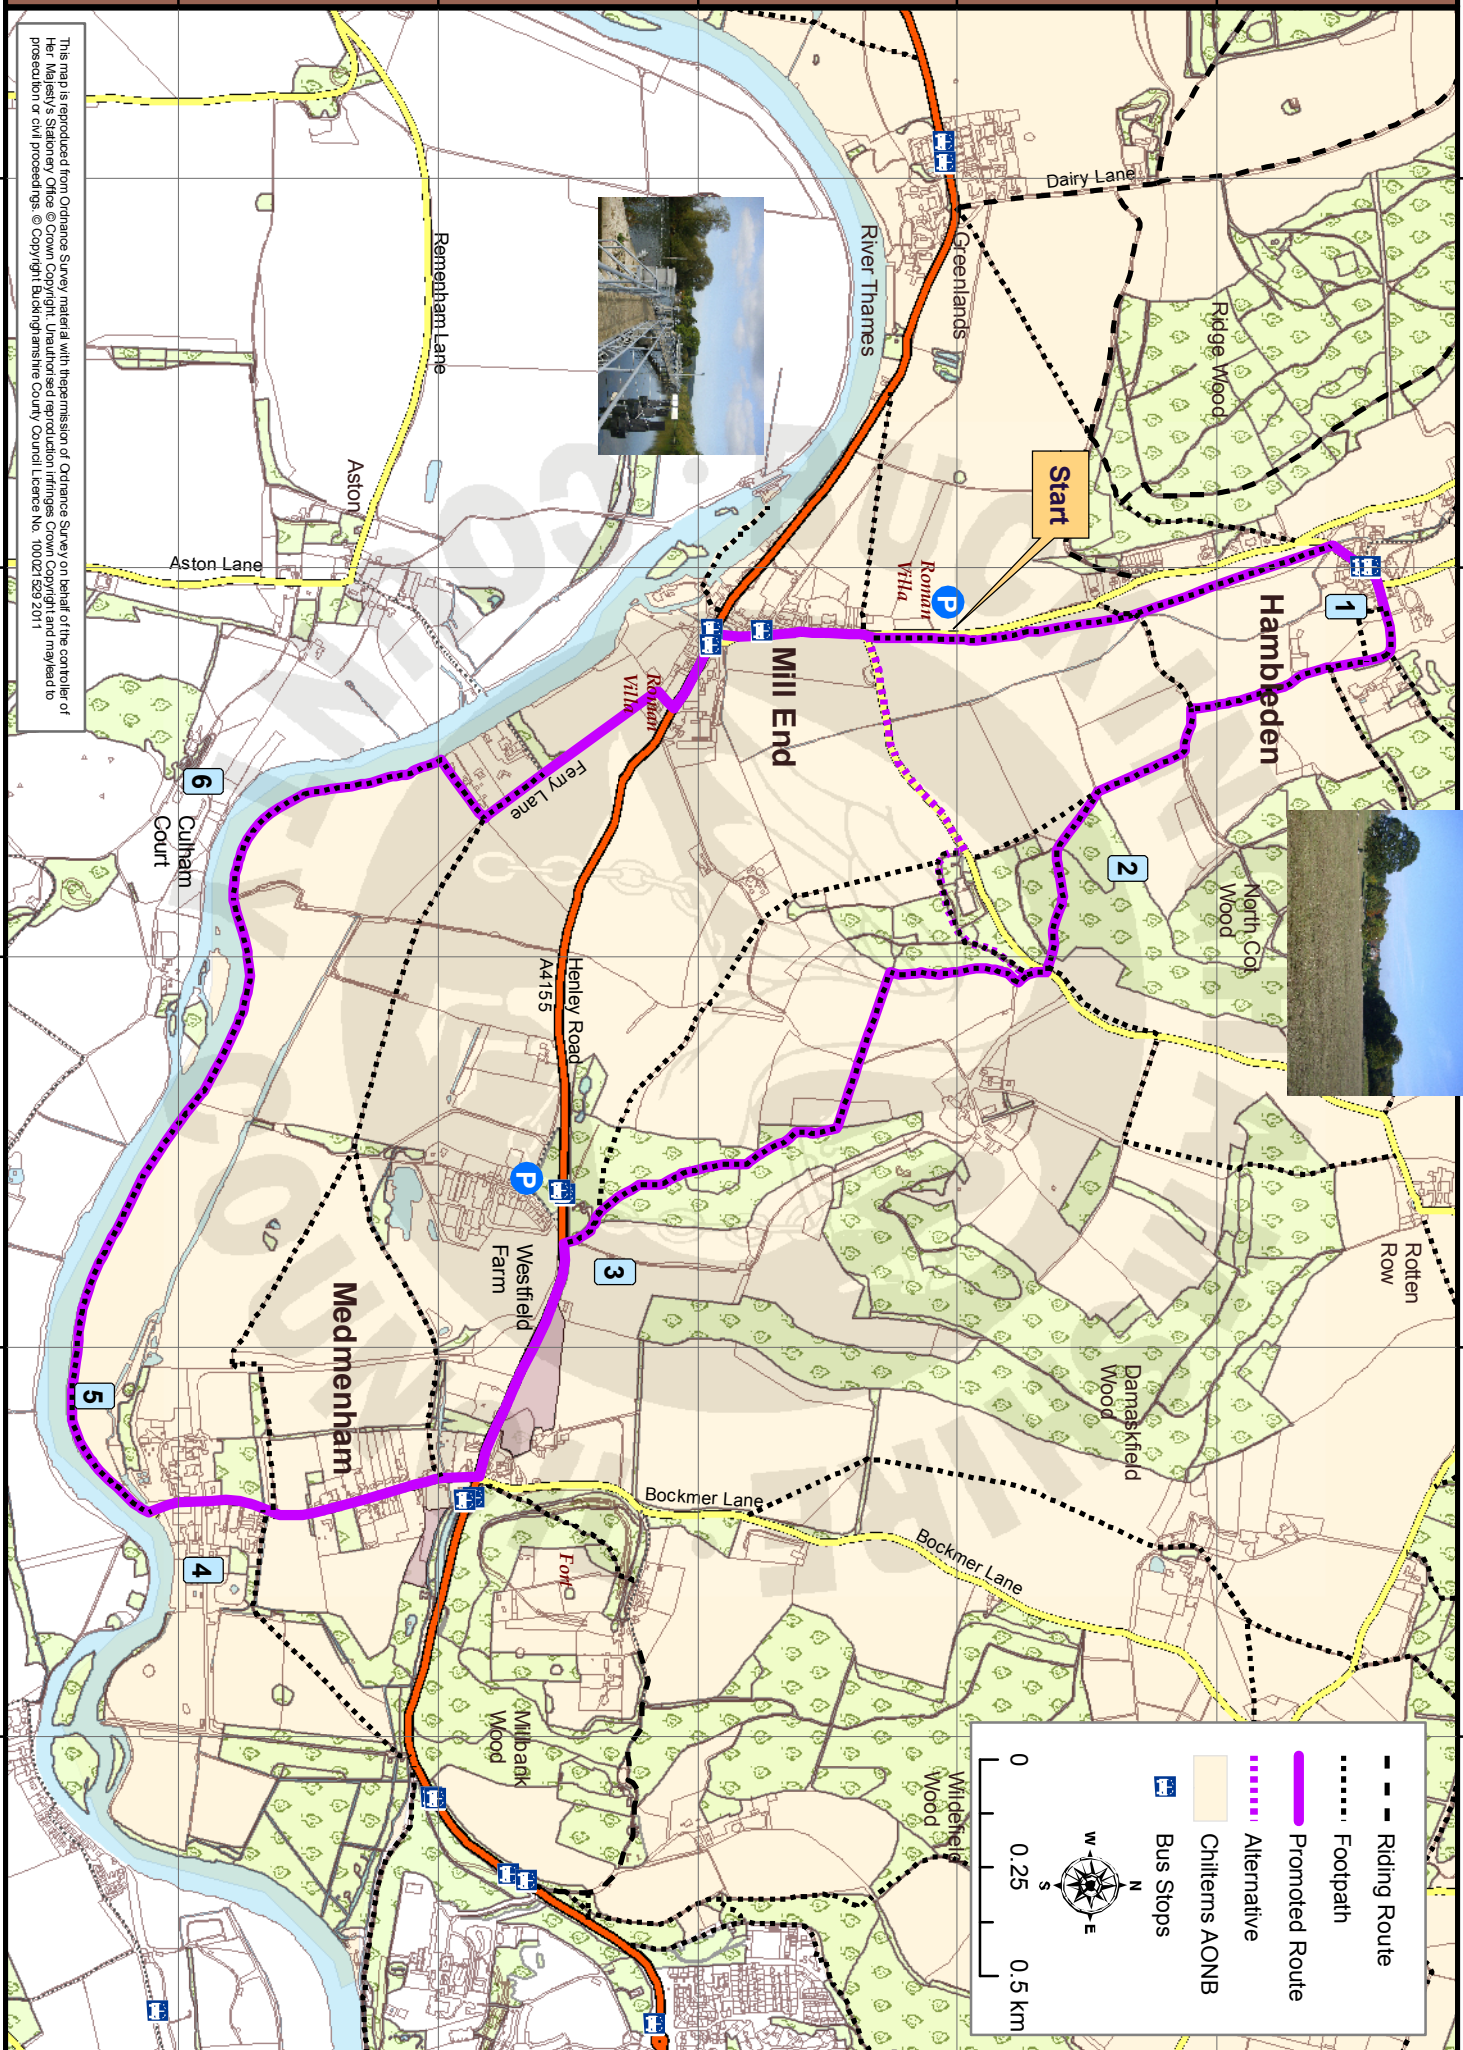 Dairy Lane
Greenlands
River Thames
Ridge Wood
Start
Roman
Villa
P
1
Hambleden
Mill End
Roman
Villa
Ferry Lane
2
North Cot
Wood
Remenham Lane
Aston
Aston Lane
6
Culham
Court
Henley Road
A4155
P
Westfield
Farm
3
Medmenham
5
4
Rotten
Row
Damaskfield
Wood
Bockmer Lane
Bockmer Lane
Fort
Millbank
Wood
Wildefield
Wood
Riding Route
Footpath
Promoted Route
Alternative
Chilterns AONB
Bus Stops
N
W
E
S
0
0.25
0.5 km
This map is reproduced from Ordnance Survey material with the permission of Ordnance Survey on behalf of the controller of
Her Majesty's Stationery Office © Crown Copyright. Unauthorised reproduction infringes Crown Copyright and may lead to
prosecution or civil proceedings. © Copyright Buckinghamshire County Council Licence No. 100021529 2011
BUCKINGHAMSHIRE COUNTY COUNCIL